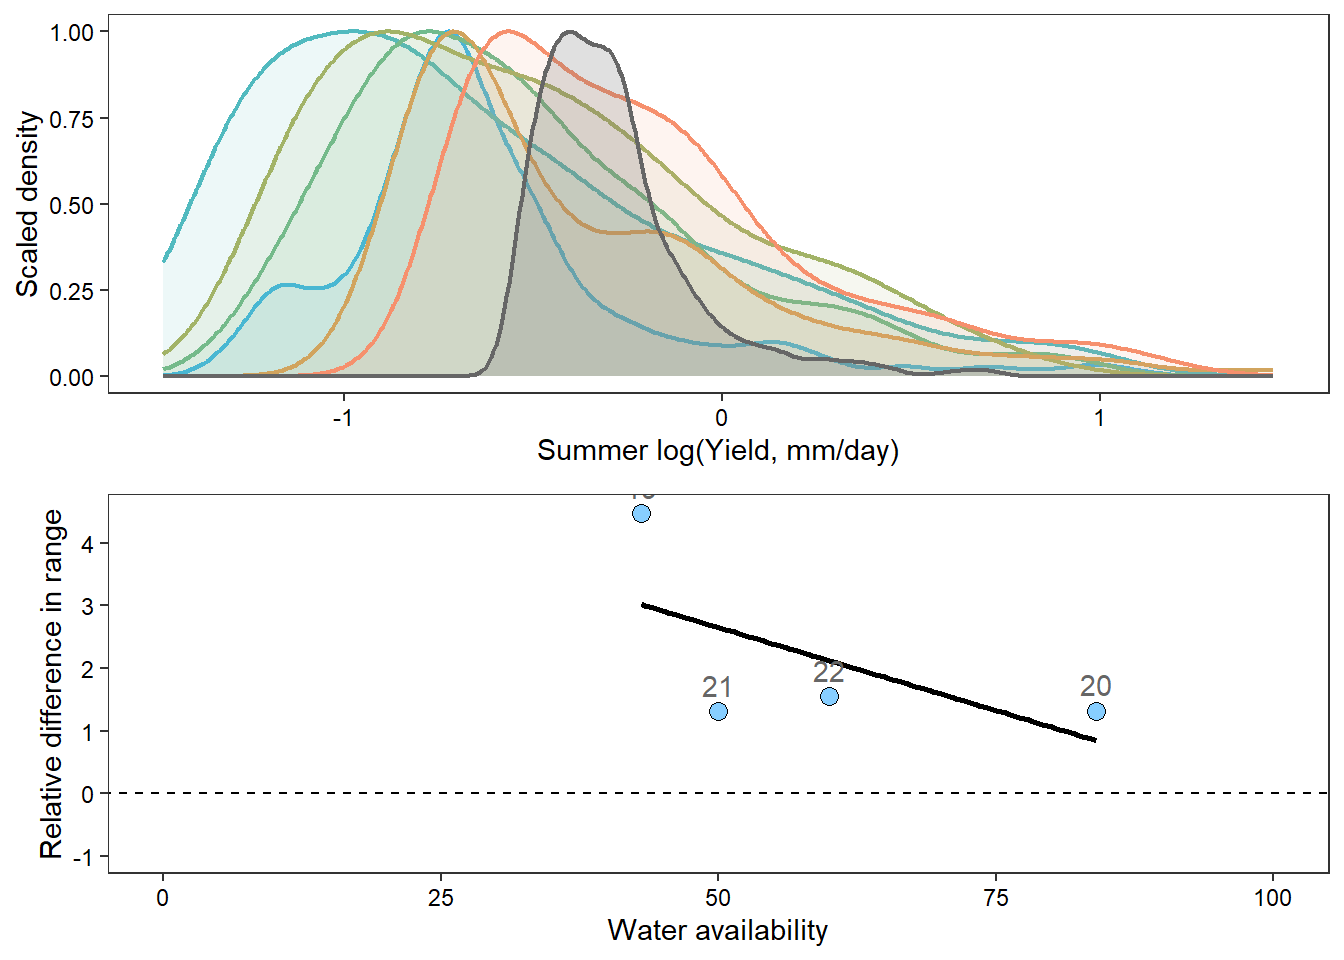 1.00
0.75
0.50
0.25
0.00
Scaled density
-1 0 1
Summer log(Yield, mm/day)
4
3
2
1
0
-1
Relative difference in range
21
22
20
0 25 50 75 100
Water availability